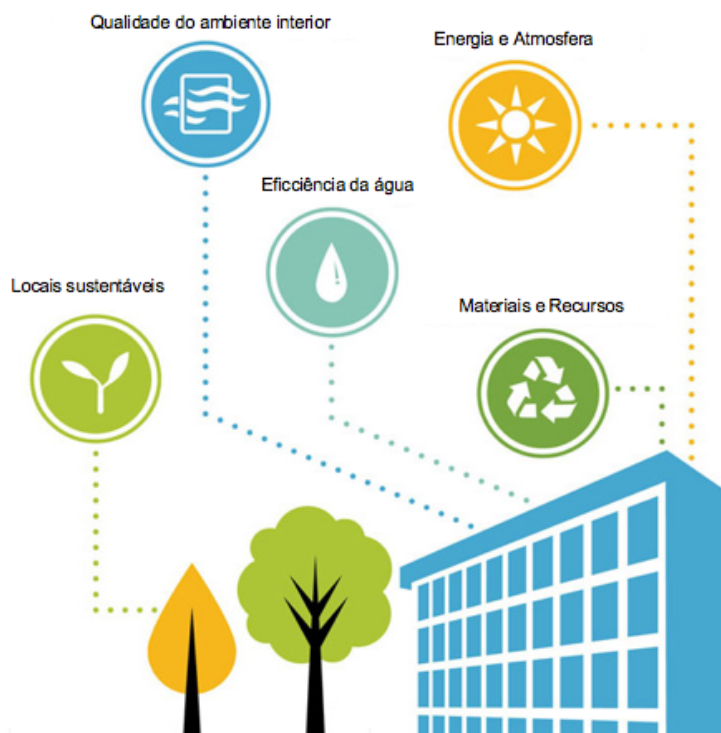 Qualidade do ambiente interior
Energia e Atmosfera
Eficciência da água
Locais sustentáveis
Materiais e Recursos